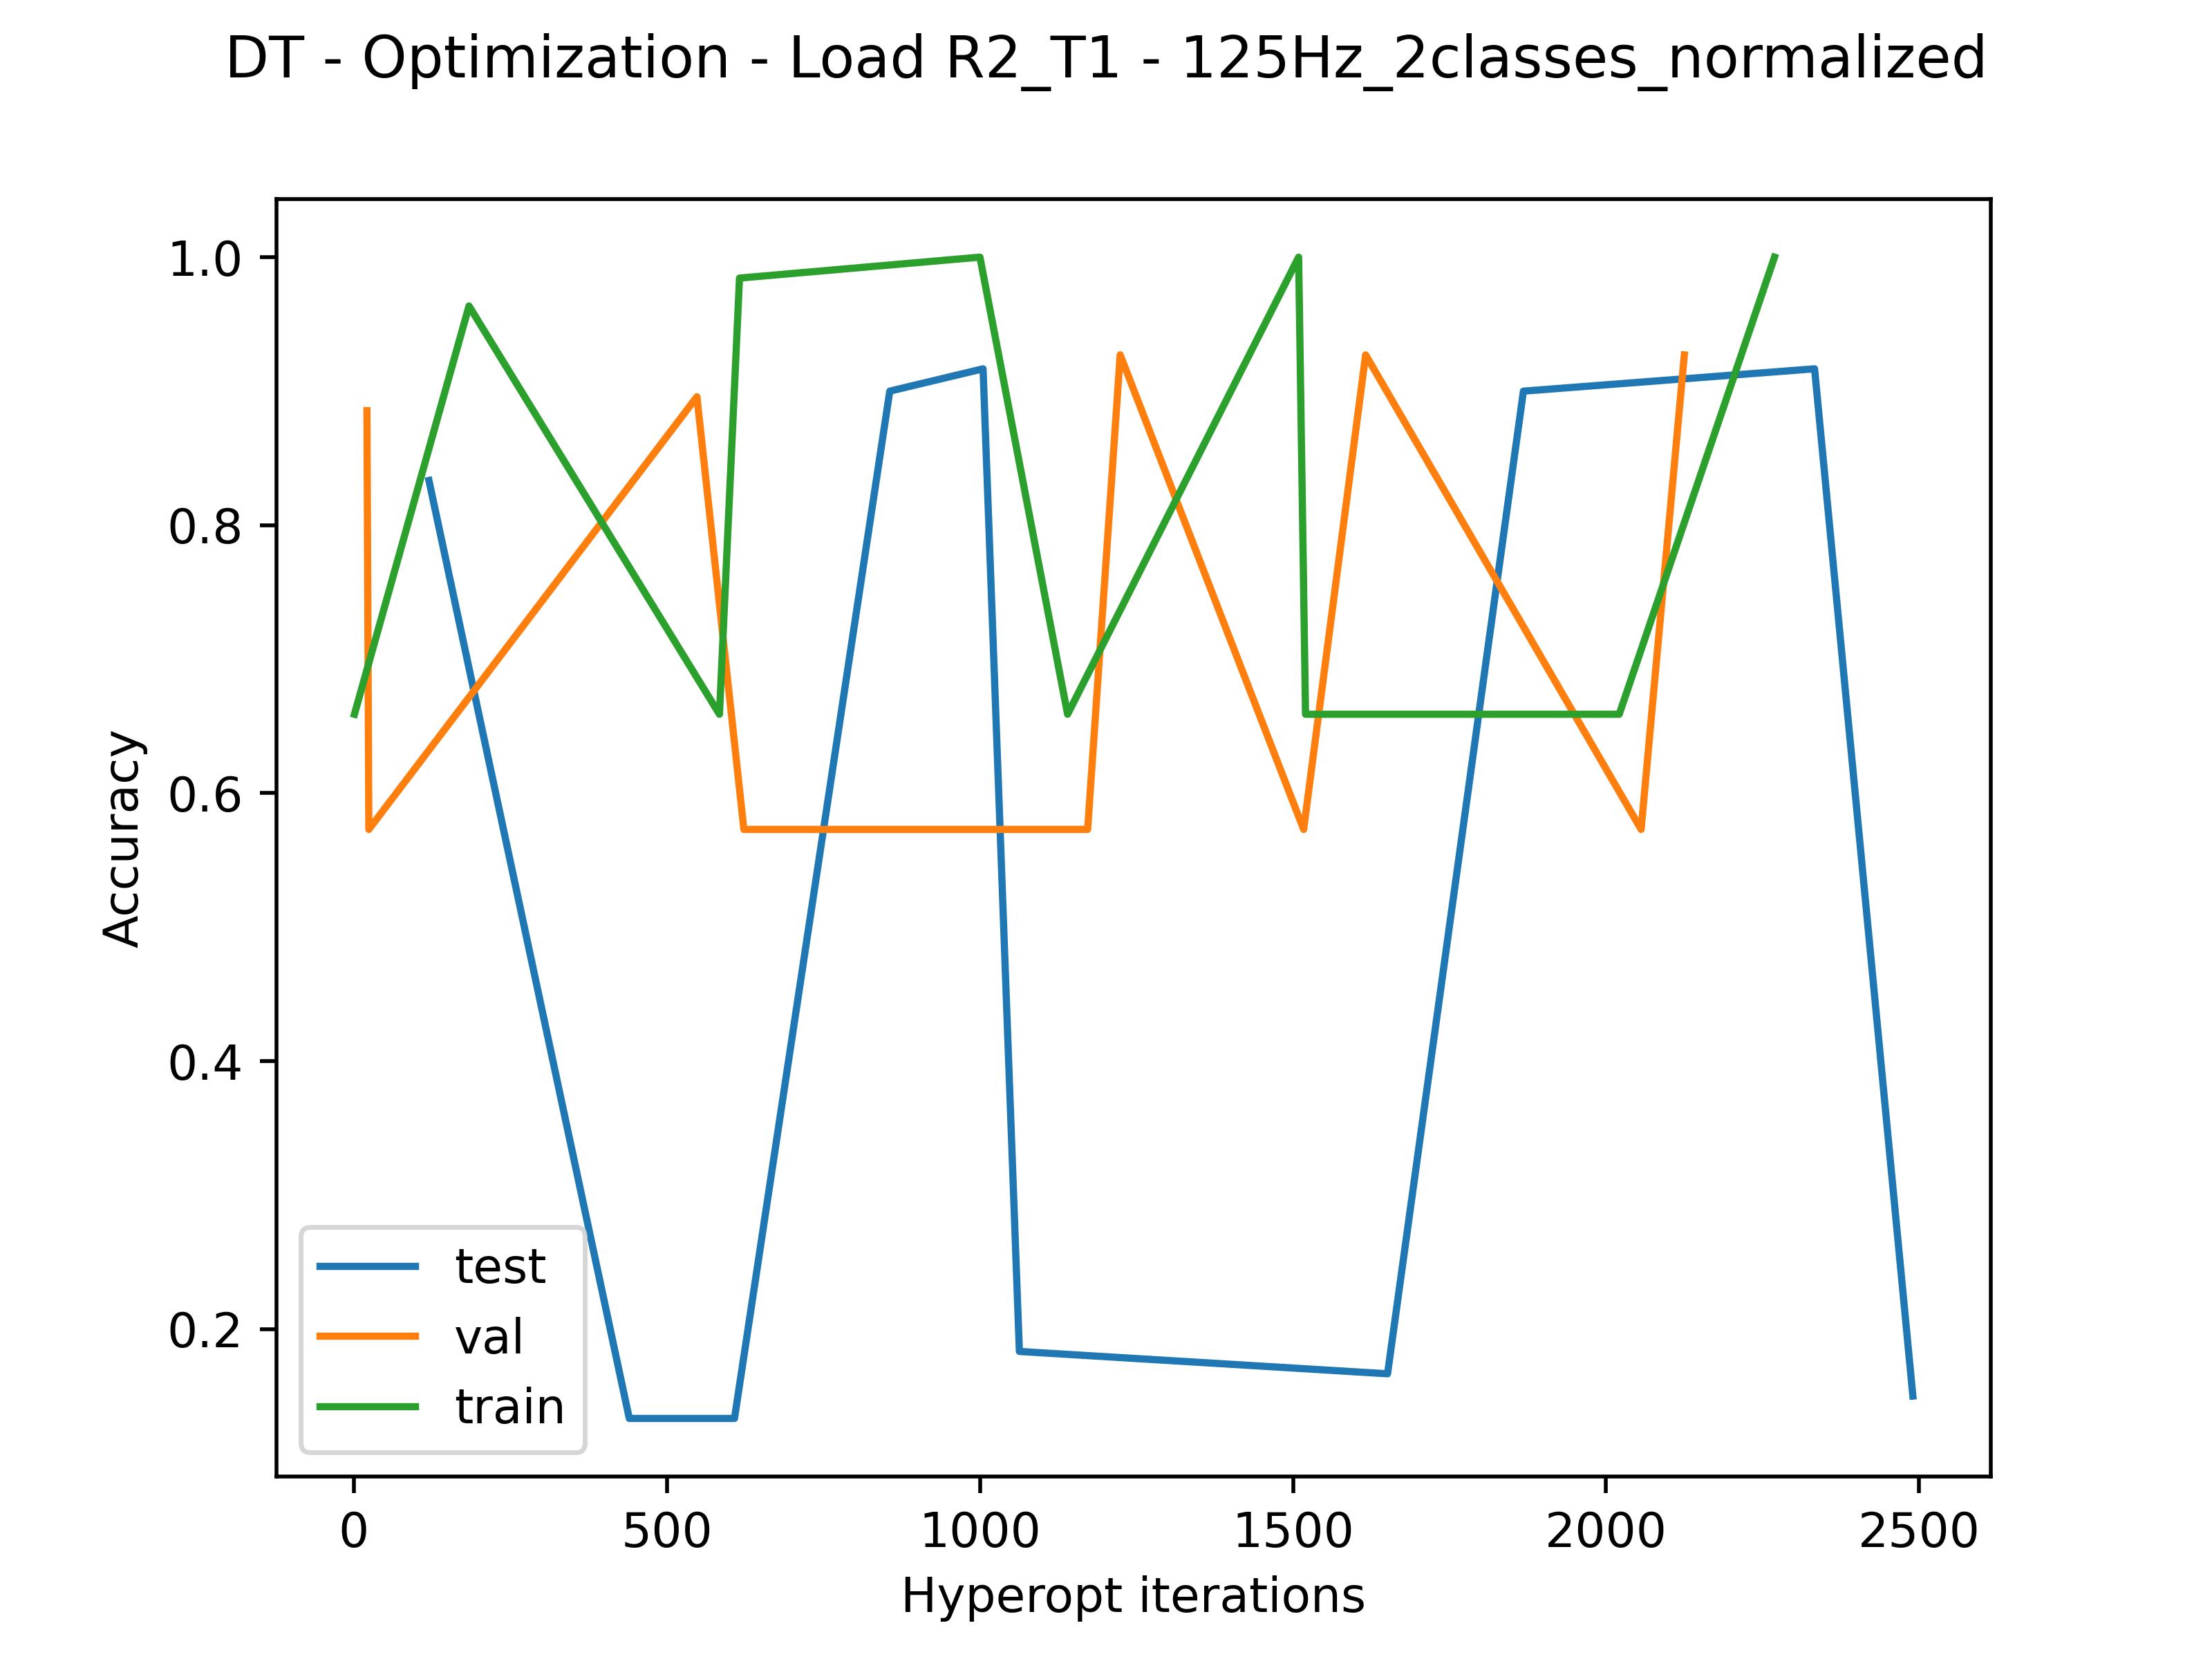 DT - Optimization - Load R2_T1 - 125Hz_2classes_normalized
1.0
0.8
0.6
0.4
0.2
Accuracy
test
val
train
0 500 1000 1500 2000 2500
Hyperopt iterations